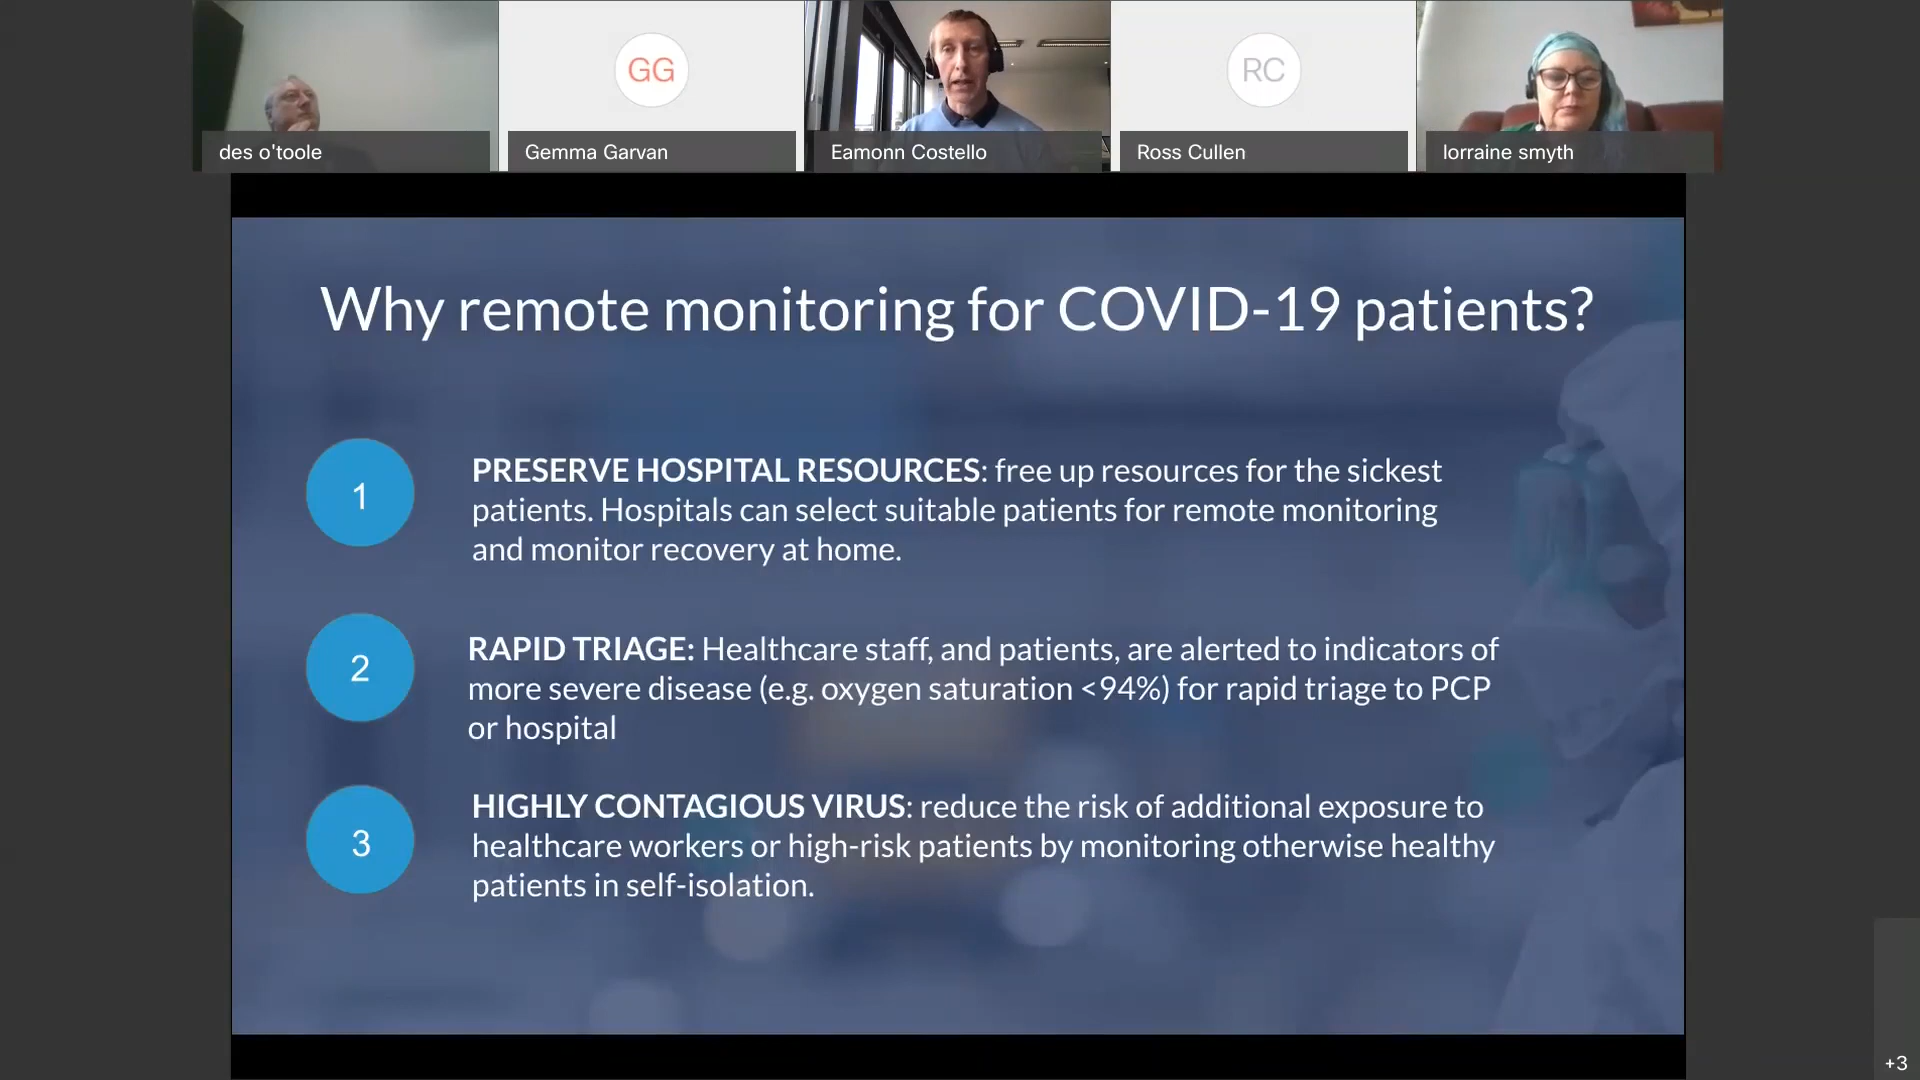 des o'toole
GG
Gemma Garvan
Eamonn Costello
RC
Ross Cullen
lorraine smyth
Why remote monitoring for COVID-19 patients?
1
PRESERVE HOSPITAL RESOURCES: free up resources for the sickest
patients. Hospitals can select suitable patients for remote monitoring
and monitor recovery at home.
2
RAPID TRIAGE: Healthcare staff, and patients, are alerted to indicators of
more severe disease (e.g. oxygen saturation <94%) for rapid triage to PCP
or hospital
3
HIGHLY CONTAGIOUS VIRUS: reduce the risk of additional exposure to
healthcare workers or high-risk patients by monitoring otherwise healthy
patients in self-isolation.
+3